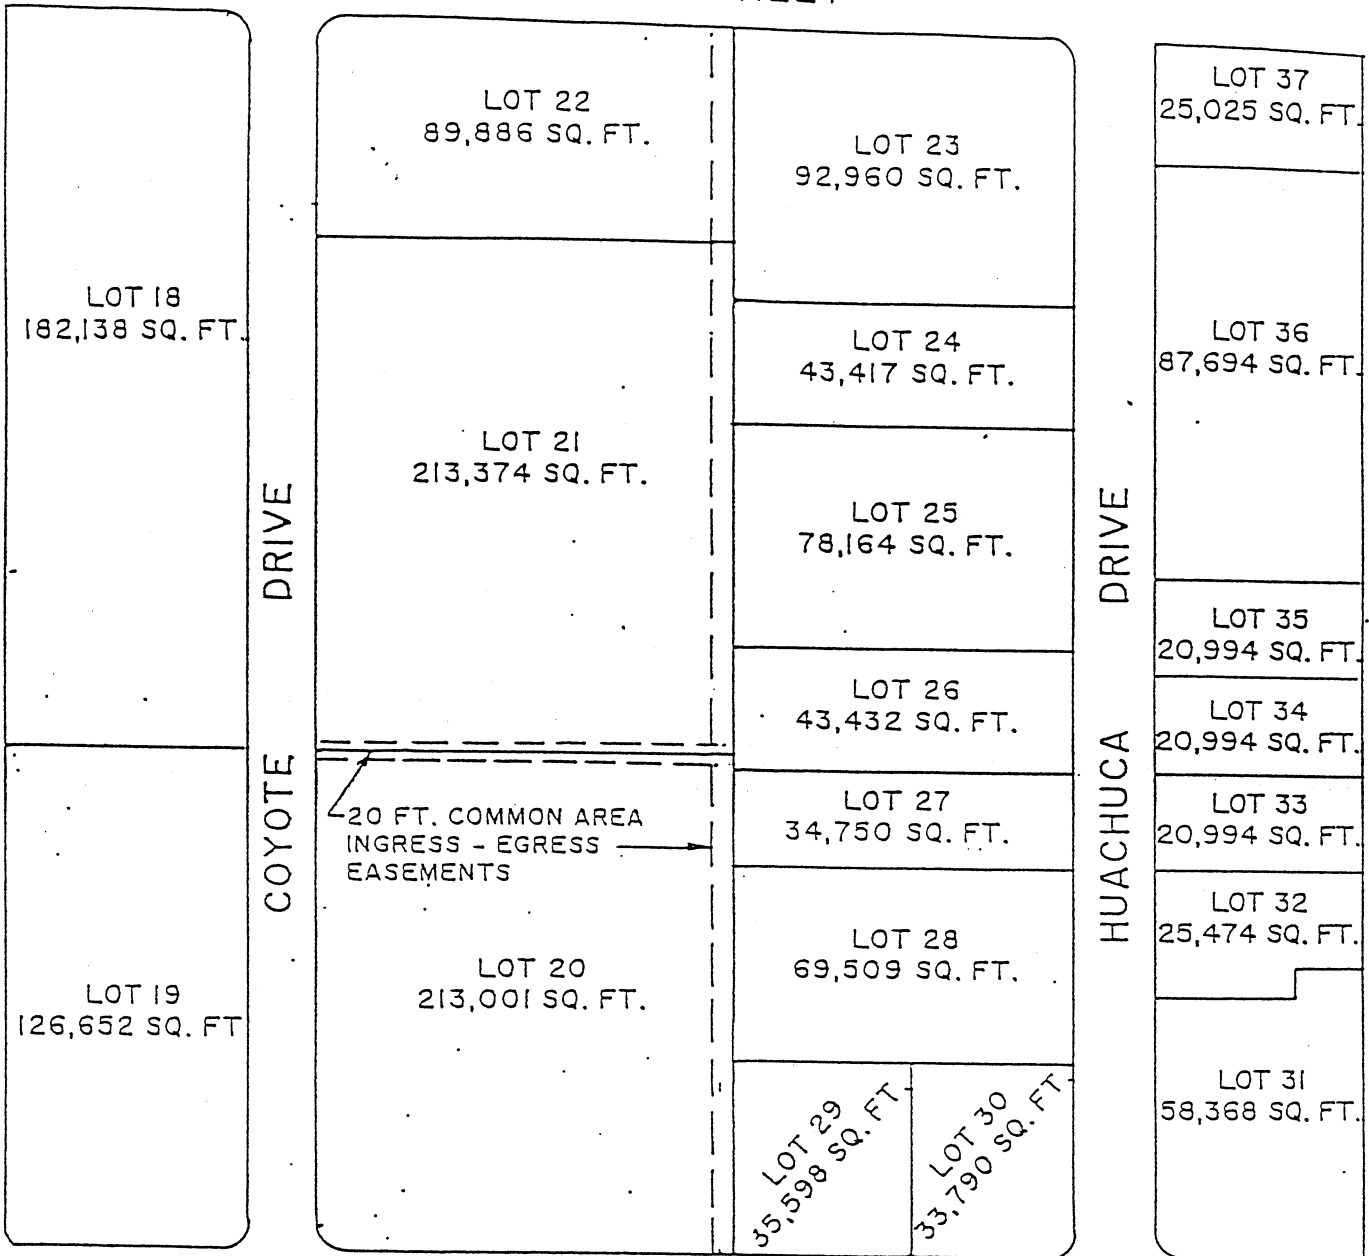 LOT 18
182,138 SQ. FT.
LOT 19
126,652 SQ. FT
COYOTE DRIVE
LOT 22
89,886 SQ. FT.
LOT 21
213,374 SQ. FT.
20 FT. COMMON AREA
INGRESS - EGRESS
EASEMENTS
LOT 20
213,001 SQ. FT.
LOT 23
92,960 SQ. FT.
LOT 24
43,417 SQ. FT.
LOT 25
78,164 SQ. FT.
LOT 26
43,432 SQ. FT.
LOT 27
34,750 SQ. FT.
LOT 28
69,509 SQ. FT.
LOT 29
35,598 SQ. FT.
LOT 30
33,790 SQ. FT.
HUACHUCA DRIVE
LOT 37
25,025 SQ. FT.
LOT 36
87,694 SQ. FT.
LOT 35
20,994 SQ. FT.
LOT 34
20,994 SQ. FT.
LOT 33
20,994 SQ. FT.
LOT 32
25,474 SQ. FT.
LOT 31
58,368 SQ. FT.